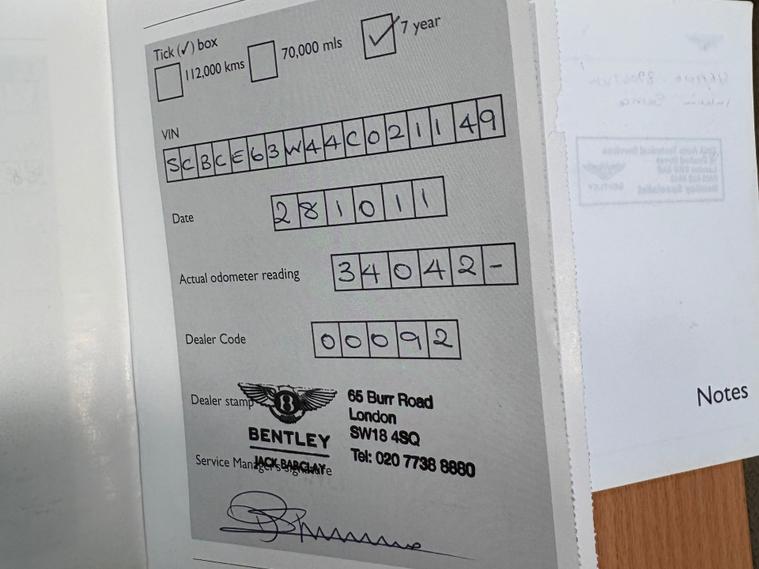 Tick (✓) box
112,000 kms
70,000 mls
✓ 7 year
VIN
SCBCE63W44C021149
Date
281011
Actual odometer reading
34042-
Dealer Code
00092
Dealer stamp
B
BENTLEY
JACK BARCLAY
65 Burr Road
London
SW18 4SQ
Tel: 020 7738 8880
Service Manager's signature
Notes